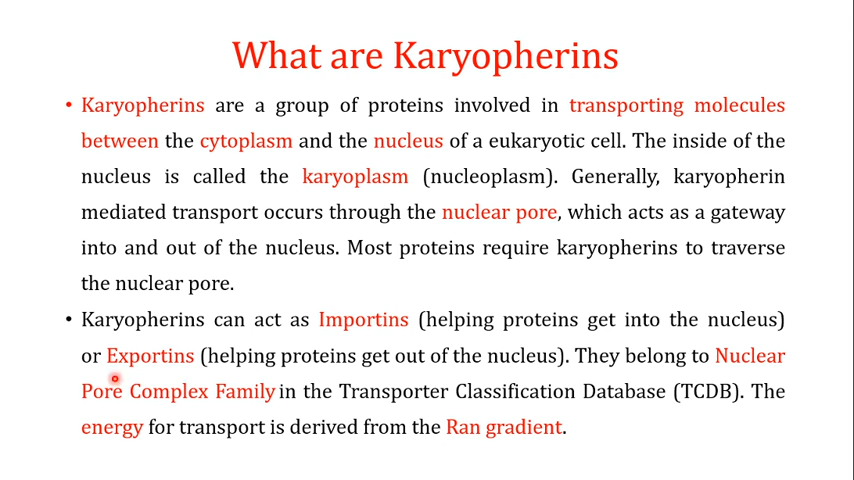 What are Karyopherins
• Karyopherins are a group of proteins involved in transporting molecules
between the cytoplasm and the nucleus of a eukaryotic cell. The inside of the
nucleus is called the karyoplasm (nucleoplasm). Generally, karyopherin
mediated transport occurs through the nuclear pore, which acts as a gateway
into and out of the nucleus. Most proteins require karyopherins to traverse
the nuclear pore.
• Karyopherins can act as Importins (helping proteins get into the nucleus)
or Exportins (helping proteins get out of the nucleus). They belong to Nuclear
Pore Complex Family in the Transporter Classification Database (TCDB). The
energy for transport is derived from the Ran gradient.